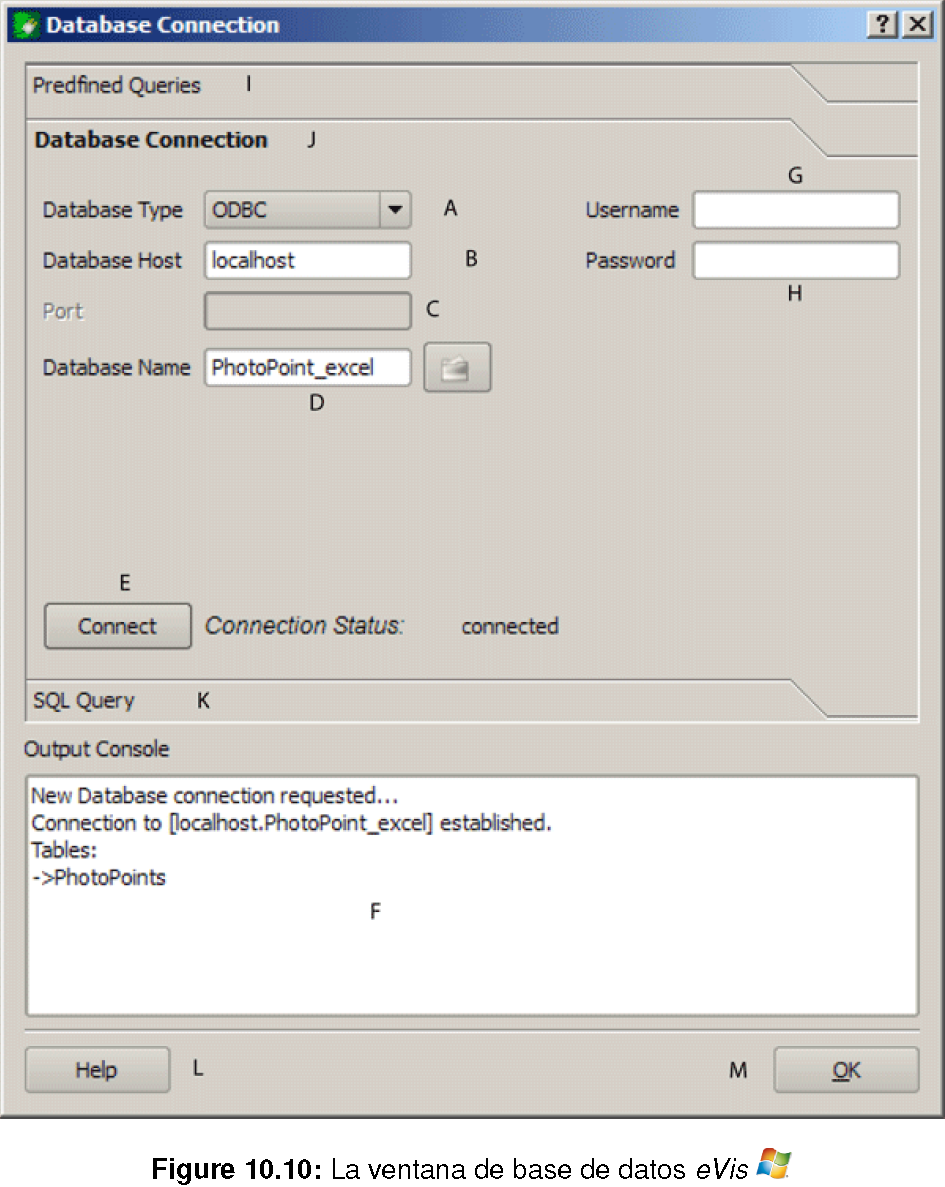 Database Connection
Predfined Queries I
Database Connection J
G
Database Type ODBC A Username
Database Host localhost B Password
H
Port C
Database Name PhotoPoint_excel
D
E
Connect Connection Status: connected
SQL Query K
Output Console
New Database connection requested...
Connection to [localhost.PhotoPoint_excel] established.
Tables:
->PhotoPoints
F
Help L M OK
Figure 10.10: La ventana de base de datos eVis